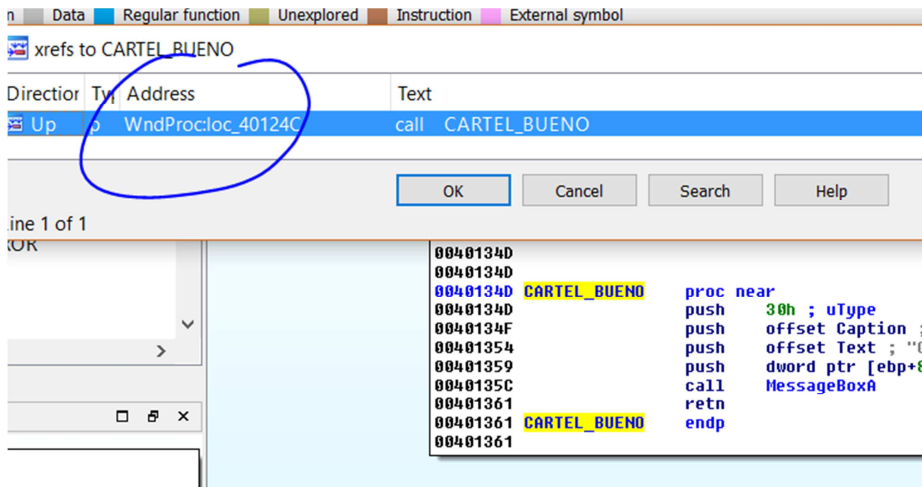 n Data Regular function Unexplored Instruction External symbol
xrefs to CARTEL_BUENO
Direction Ty Address Text
Up p WndProc:loc_40124C call CARTEL_BUENO
OK Cancel Search Help
Line 1 of 1
XOR
0040134D
0040134D
0040134D CARTEL_BUENO proc near
0040134D push 30h ; uType
0040134F push offset Caption ;
00401354 push offset Text ; "G
00401359 push dword ptr [ebp+8
0040135C call MessageBoxA
00401361 retn
00401361 CARTEL_BUENO endp
00401361